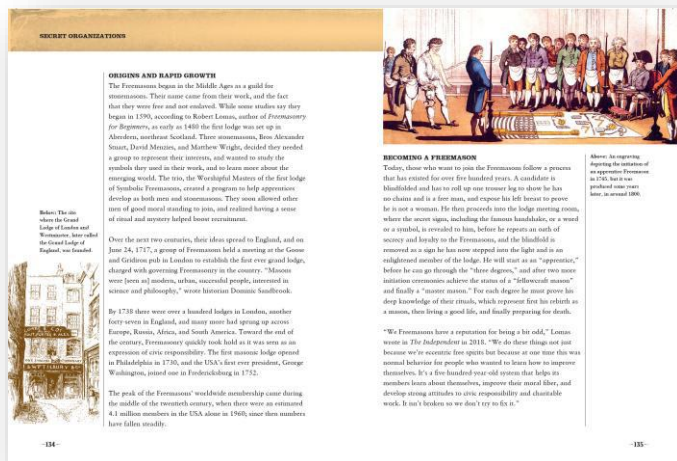 SECRET ORGANIZATIONS
ORIGINS AND RAPID GROWTH
The Freemasons began in the Middle Ages as a guild for
stonemasons. Their name came from their work, and the fact
that they were free and not enslaved. While some studies say they
began in 1590, according to Robert Lomas, author of Freemasonry
for Beginners, as early as 1480 the first lodge was set up in
Aberdeen, northeast Scotland. Three stonemasons, Bros Alexander
Stuart, David Menzies, and Matthew Wright, decided they needed
a group to represent their interests, and wanted to study the
symbols they used in their work, and to learn more about the
emerging world. The trio, the Worshipful Masters of the first lodge
of Symbolic Freemasons, created a program to help apprentices
develop as both men and stonemasons. They soon allowed other
men of good moral standing to join, and realized having a sense
of ritual and mystery helped boost recruitment.
Below: The site
where the Grand
Lodge of London and
Westminster, later called
the Grand Lodge of
England, was founded.
Over the next two centuries, their ideas spread to England, and on
June 24, 1717, a group of Freemasons held a meeting at the Goose
and Gridiron pub in London to establish the first ever grand lodge,
charged with governing Freemasonry in the country. “Masons
were [seen as] modern, urban, successful people, interested in
science and philosophy,” wrote historian Dominic Sandbrook.
By 1738 there were over a hundred lodges in London, another
forty-seven in England, and many more had sprung up across
Europe, Russia, Africa, and South America. Toward the end of
the century, Freemasonry quickly took hold as it was seen as an
expression of civic responsibility. The first masonic lodge opened
in Philadelphia in 1730, and the USA’s first ever president, George
Washington, joined one in Fredericksburg in 1752.
The peak of the Freemasons’ worldwide membership came during
the middle of the twentieth century, when there were an estimated
4.1 million members in the USA alone in 1960; since then numbers
have fallen steadily.
–134–
BECOMING A FREEMASON
Today, those who want to join the Freemasons follow a process
that has existed for over five hundred years. A candidate is
blindfolded and has to roll up one trouser leg to show he has
no chains and is a free man, and expose his left breast to prove
he is not a woman. He then proceeds into the lodge meeting room,
where the secret signs, including the famous handshake, or a word
or a symbol, is revealed to him, before he repeats an oath of
secrecy and loyalty to the Freemasons, and the blindfold is
removed as a sign he has now stepped into the light and is an
enlightened member of the lodge. He will start as an “apprentice,”
before he can go through the “three degrees,” and after two more
initiation ceremonies achieve the status of a “fellowcraft mason”
and finally a “master mason.” For each degree he must prove his
deep knowledge of their rituals, which represent first his rebirth as
a mason, then living a good life, and finally preparing for death.
“We Freemasons have a reputation for being a bit odd,” Lomas
wrote in The Independent in 2018. “We do these things not just
because we’re eccentric free spirits but because at one time this was
normal behavior for people who wanted to learn how to improve
themselves. It’s a five-hundred-year-old system that helps its
members learn about themselves, improve their moral fiber, and
develop strong attitudes to civic responsibility and charitable
work. It isn’t broken so we don’t try to fix it.”
Above: An engraving
depicting the initiation of
an apprentice Freemason
in 1745, but it was
produced some years
later, in around 1800.
–135–